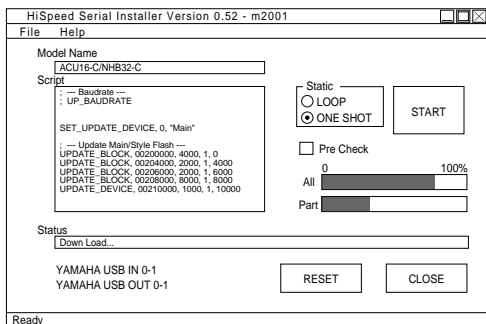 HiSpeed Serial Installer Version 0.52 - m2001
File Help
Model Name
ACU16-C/NHB32-C
Script
; --- Baudrate ---
; UP_BAUDRATE
SET_UPDATE_DEVICE, 0, "Main"
; --- Update Main/Style Flash ---
UPDATE_BLOCK, 00200000, 4000, 1, 0
UPDATE_BLOCK, 00204000, 2000, 1, 4000
UPDATE_BLOCK, 00206000, 2000, 1, 6000
UPDATE_BLOCK, 00208000, 8000, 1, 8000
UPDATE_DEVICE, 00210000, 1000, 1, 10000
Static
LOOP
ONE SHOT
START
Pre Check
0 100%
All
Part
Status
Down Load...
YAMAHA USB IN 0-1
YAMAHA USB OUT 0-1
RESET
CLOSE
Ready